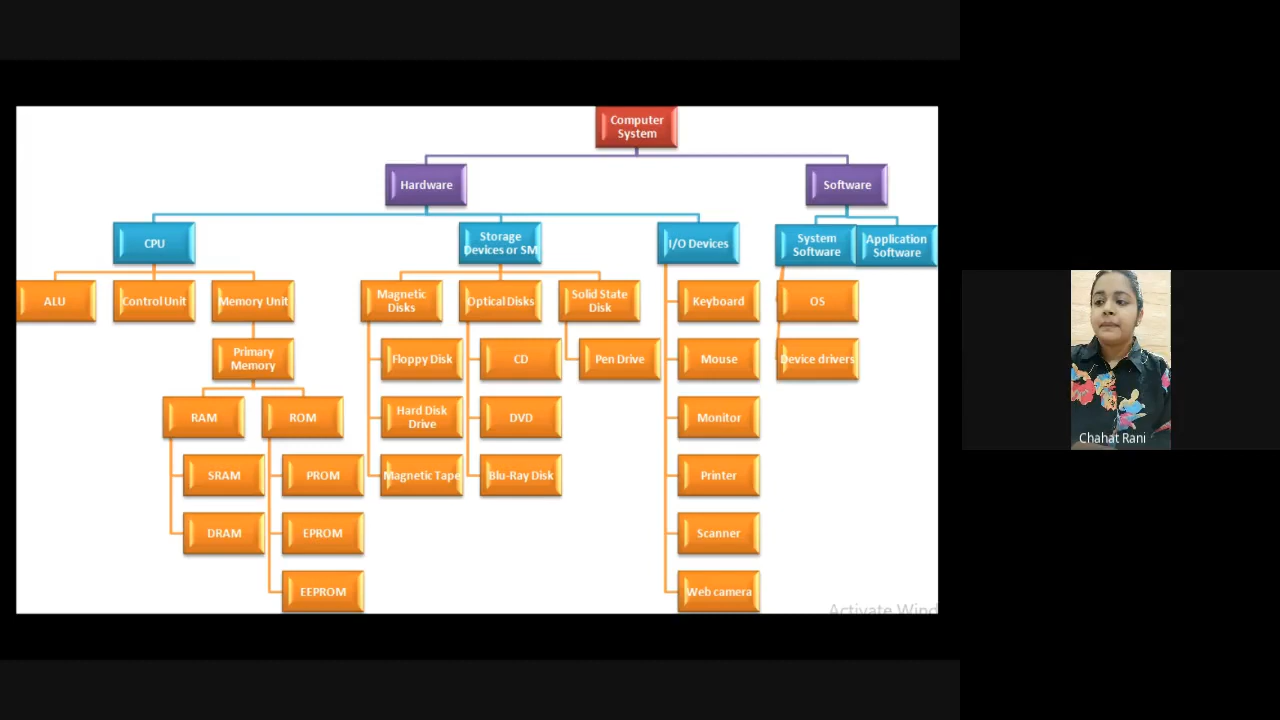 Computer
System
Hardware
Software
CPU
Storage
Devices or SM
I/O Devices
System
Software
Application
Software
ALU
Control Unit
Memory Unit
Magnetic
Disks
Optical Disks
Solid State
Disk
Keyboard
OS
Primary
Memory
Floppy Disk
CD
Pen Drive
Mouse
Device drivers
RAM
ROM
Hard Disk
Drive
DVD
Monitor
SRAM
PROM
Magnetic Tape
Blu-Ray Disk
Printer
DRAM
EPROM
Scanner
EEPROM
Web camera
Activate Wind
Chahat Rani